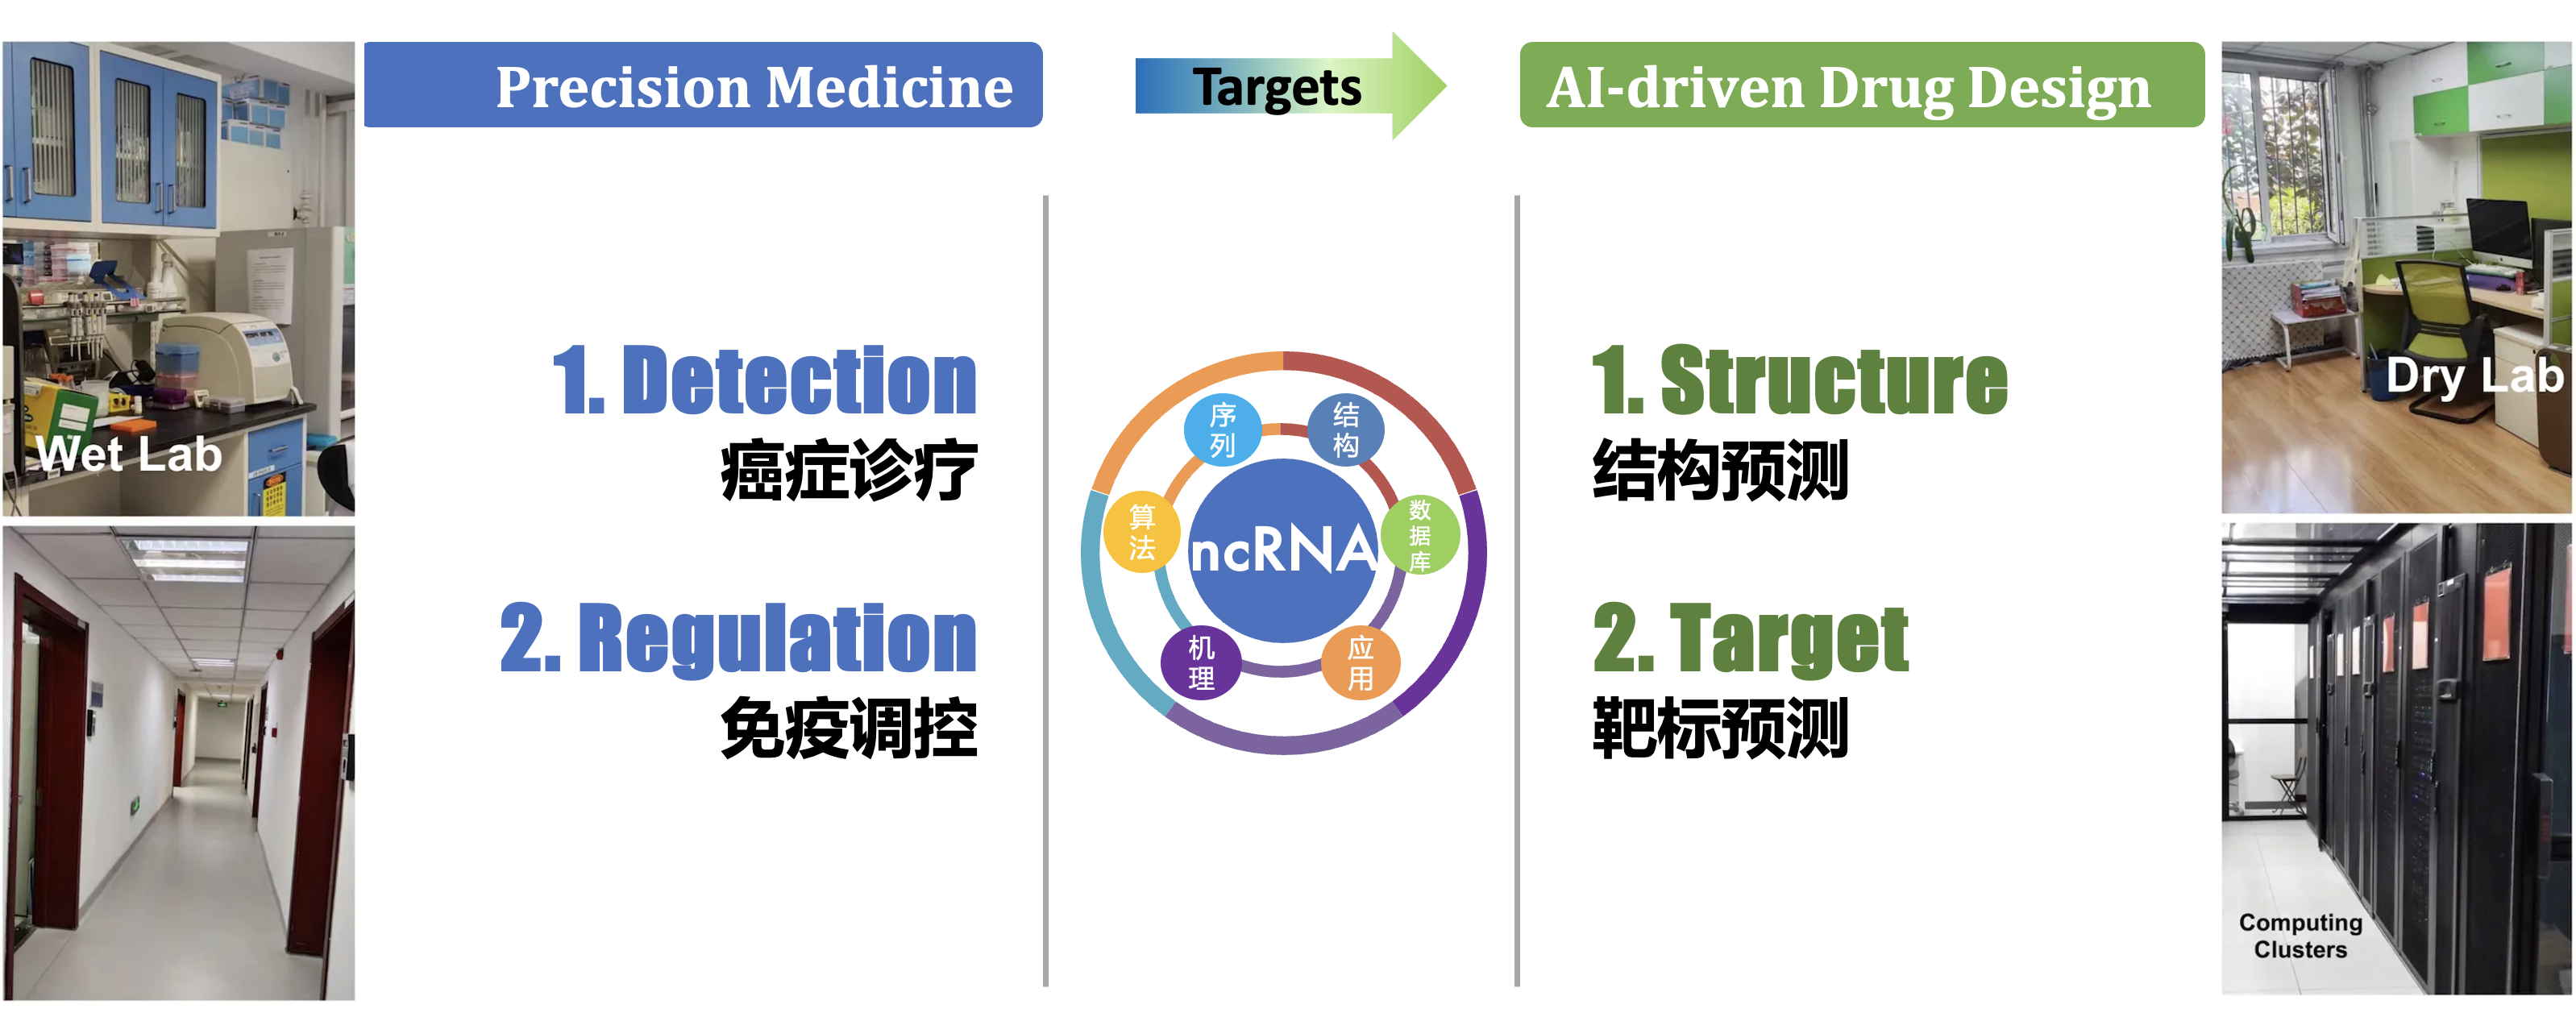 Precision Medicine
Targets
AI-driven Drug Design
Wet Lab
1. Detection
癌症诊疗
2. Regulation
免疫调控
序列
结构
算法
数据库
ncRNA
机理
应用
1. Structure
结构预测
2. Target
靶标预测
Dry Lab
Computing
Clusters